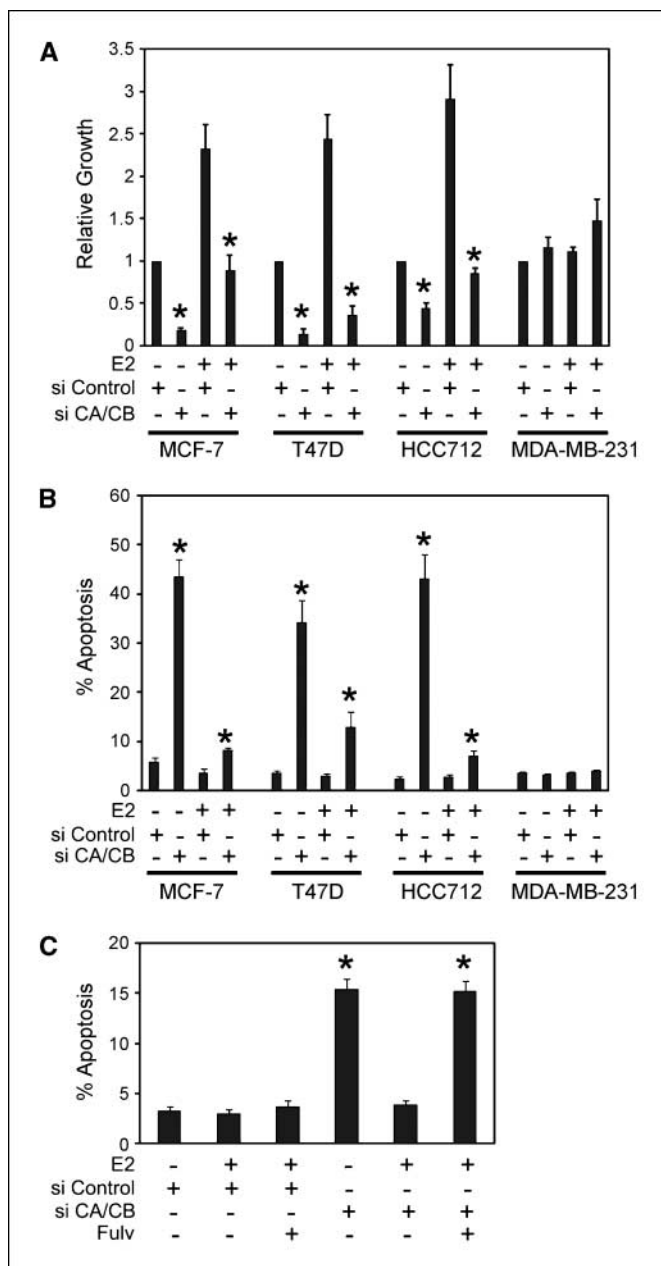 A
3.5
3
2.5
2
1.5
1
0.5
0
Relative Growth
* * * * * *
E2 - - + + - - + + - - + + - - + +
si Control + - + - + - + - + - + - + - + -
si CA/CB - + - + - + - + - + - + - + - +
MCF-7 T47D HCC712 MDA-MB-231
B
60
50
40
30
20
10
0
% Apoptosis
* * * * * *
E2 - - + + - - + + - - + + - - + +
si Control + - + - + - + - + - + - + - + -
si CA/CB - + - + - + - + - + - + - + - +
MCF-7 T47D HCC712 MDA-MB-231
C
20
15
10
5
0
% Apoptosis
* *
E2 - + + - + +
si Control + + + - - -
si CA/CB - - - + + +
Fulv - - + - - +